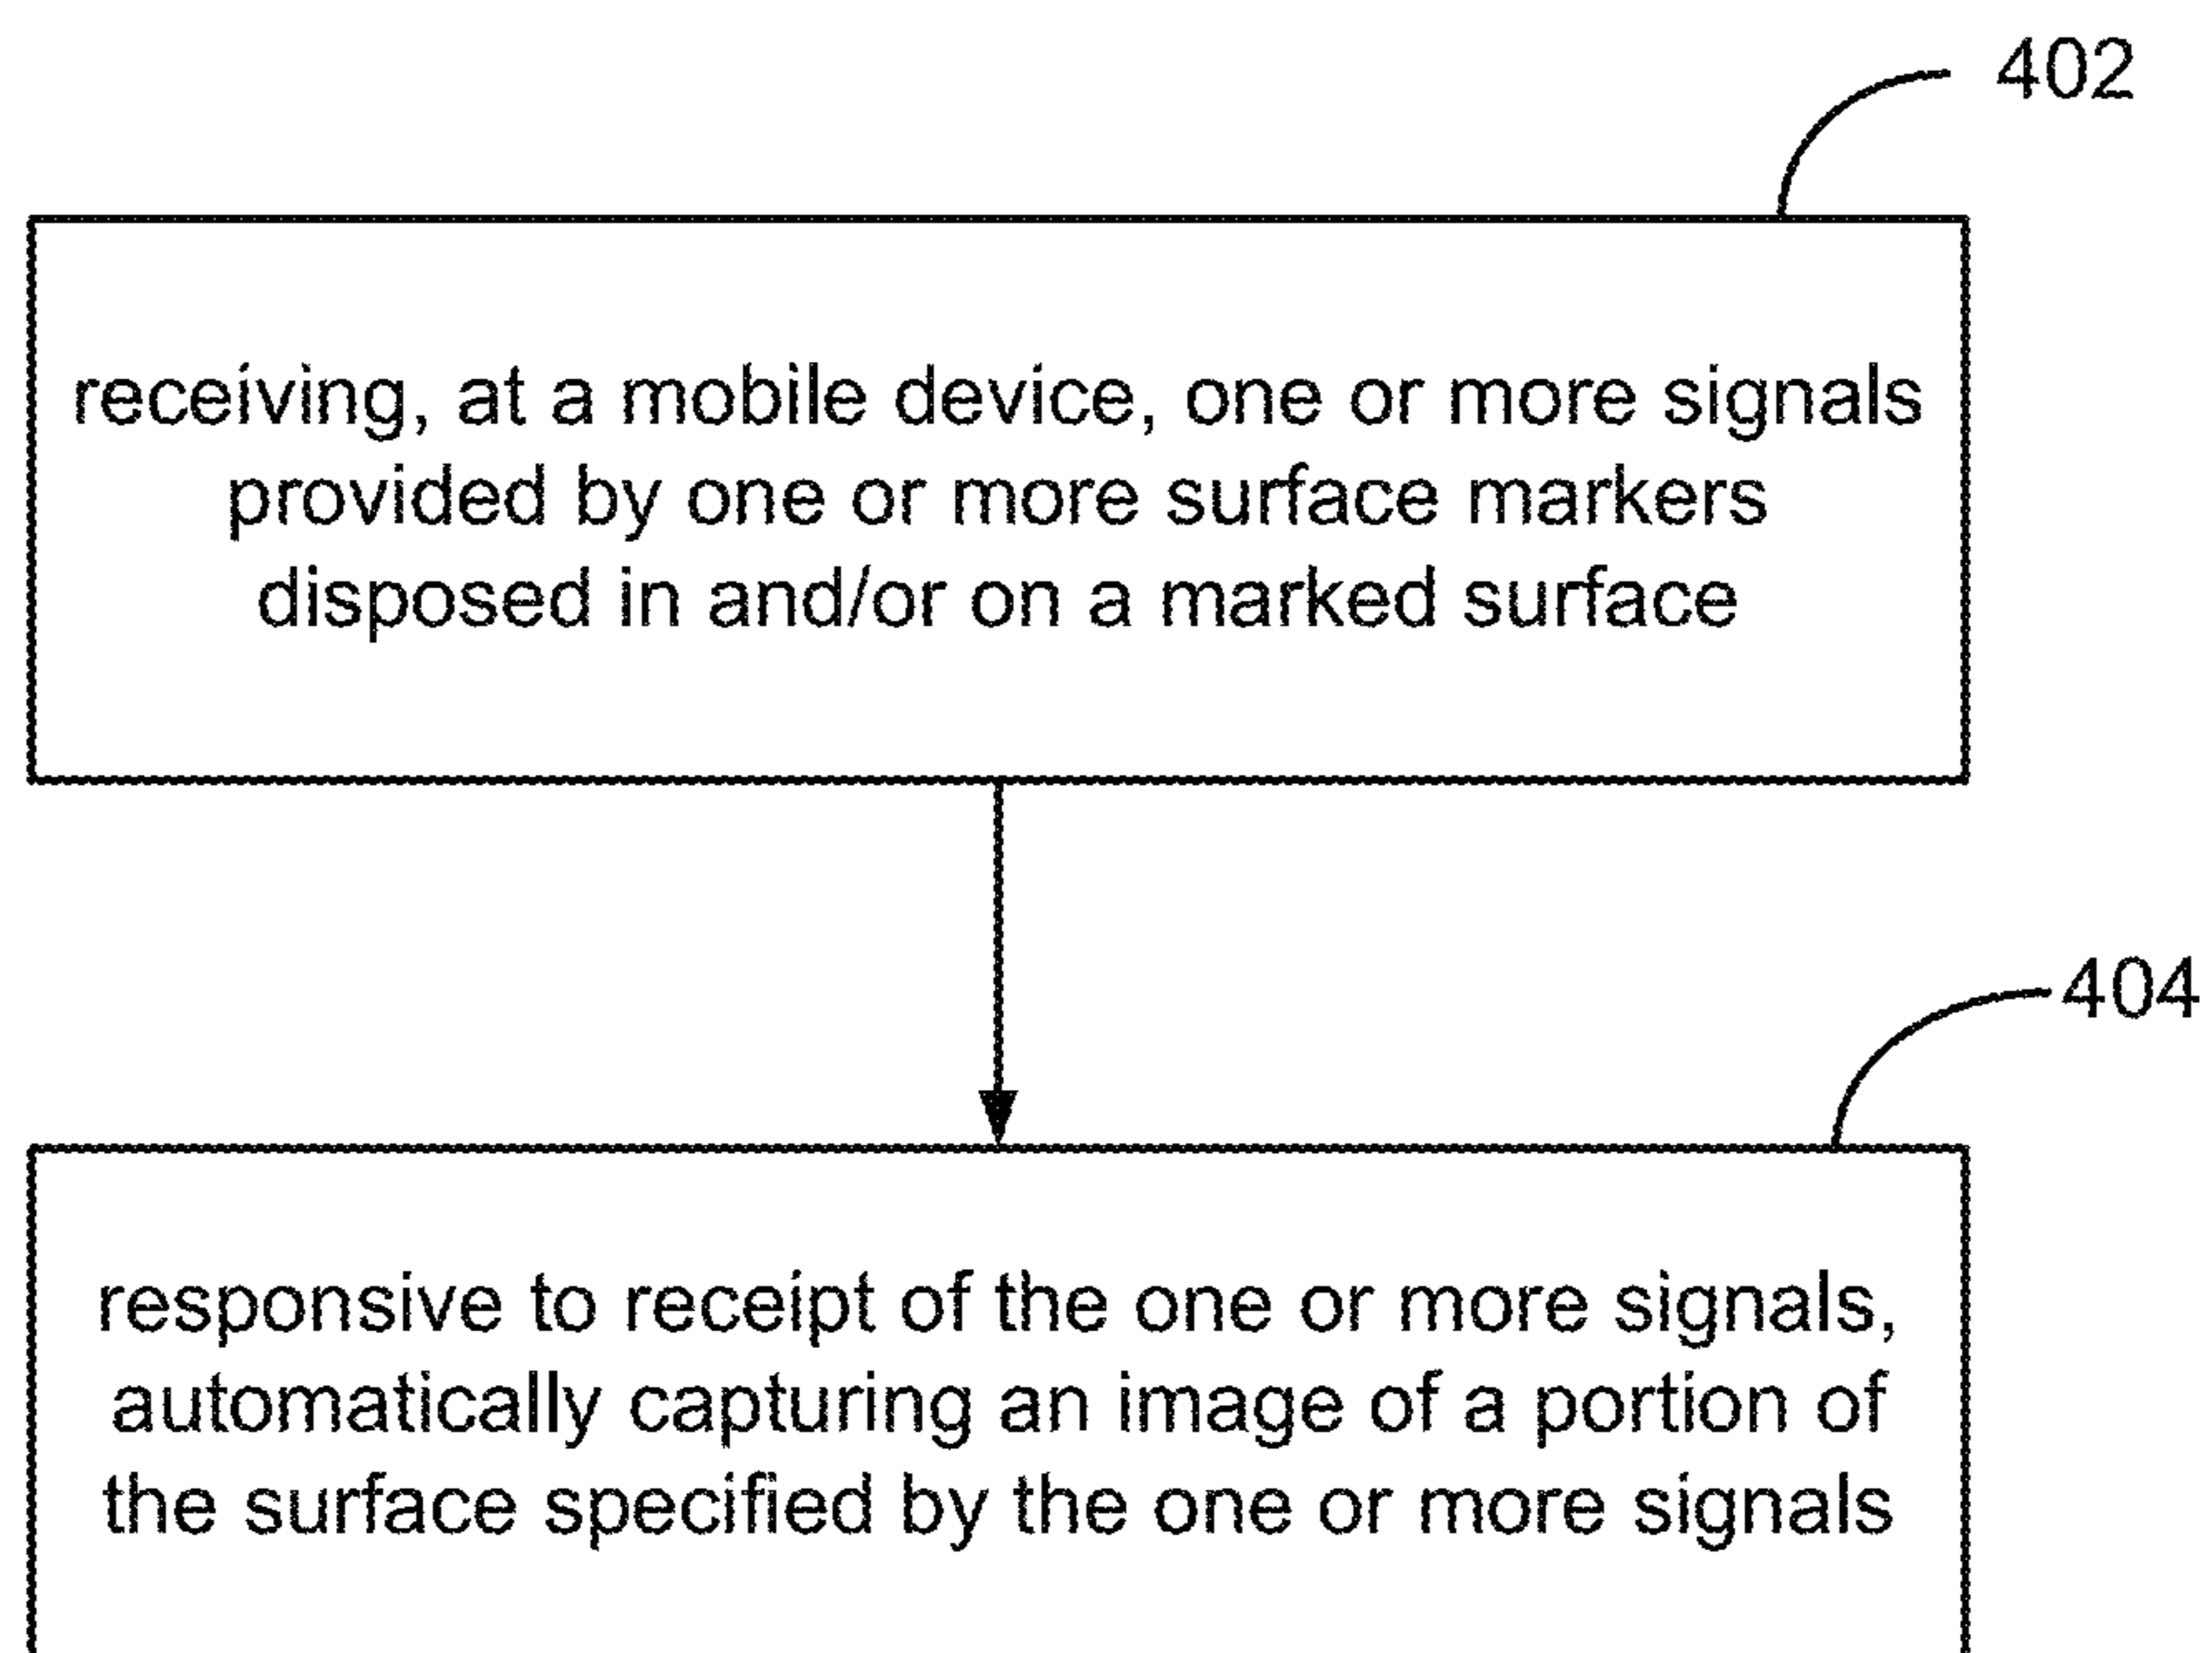 402
receiving, at a mobile device, one or more signals
provided by one or more surface markers
disposed in and/or on a marked surface
404
responsive to receipt of the one or more signals,
automatically capturing an image of a portion of
the surface specified by the one or more signals